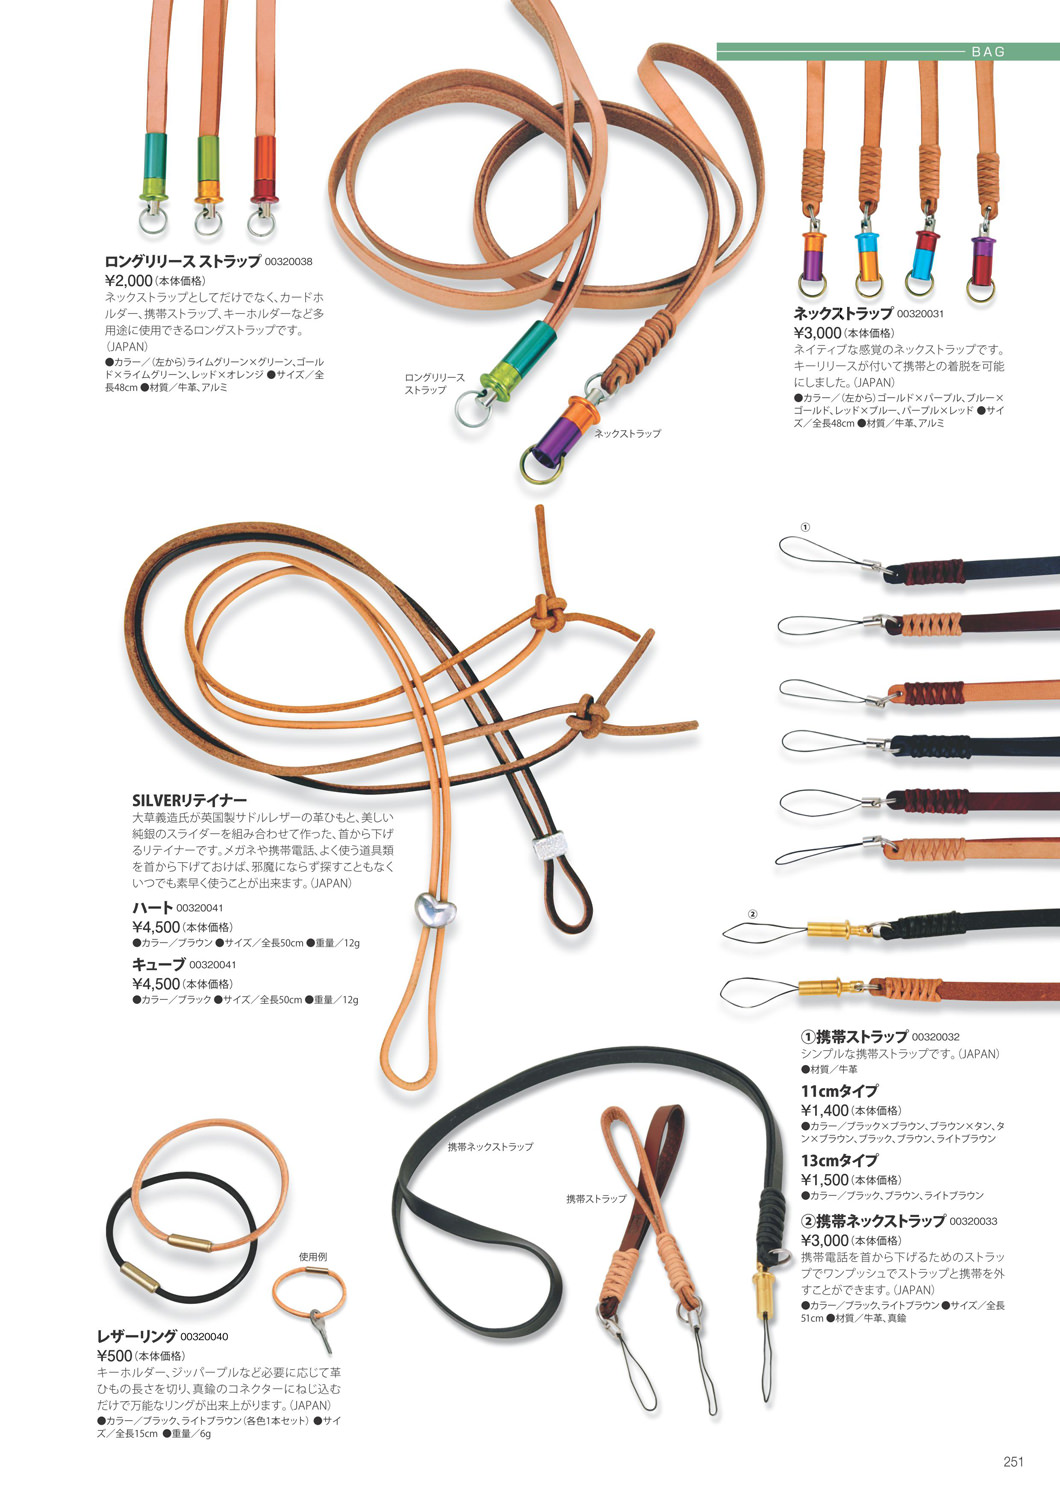 BAG
ロングリリース ストラップ 00320038
¥2,000(本体価格)
ネックストラップとしてだけでなく、カードホ
ルダー、携帯ストラップ、キーホルダーなど多
用途に使用できるロングストラップです。
(JAPAN)
●カラー／(左から)ライムグリーン×グリーン、ゴール
ド×ライムグリーン、レッド×オレンジ ●サイズ／全
長48cm ●材質／牛革、アルミ
ロングリリース
ストラップ
ネックストラップ
ネックストラップ 00320031
¥3,000(本体価格)
ネイティブな感覚のネックストラップです。
キーリリースが付いて携帯との着脱を可能
にしました。(JAPAN)
●カラー／(左から)ゴールド×パープル、ブルー×
ゴールド、レッド×ブルー、パープル×レッド ●サイ
ズ／全長48cm ●材質／牛革、アルミ
①
②
SILVERリテイナー
大草義造氏が英国製サドルレザーの革ひもと、美しい
純銀のスライダーを組み合わせて作った、首から下げ
るリテイナーです。メガネや携帯電話、よく使う道具類
を首から下げておけば、邪魔にならず探すこともなく
いつでも素早く使うことが出来ます。(JAPAN)
ハート 00320041
¥4,500(本体価格)
●カラー／ブラウン ●サイズ／全長50cm ●重量／12g
キューブ 00320041
¥4,500(本体価格)
●カラー／ブラック ●サイズ／全長50cm ●重量／12g
①携帯ストラップ 00320032
シンプルな携帯ストラップです。(JAPAN)
●材質／牛革
11cmタイプ
¥1,400(本体価格)
●カラー／ブラック×ブラウン、ブラウン×タン、タ
ン×ブラウン、ブラック、ブラウン、ライトブラウン
13cmタイプ
¥1,500(本体価格)
●カラー／ブラック、ブラウン、ライトブラウン
②携帯ネックストラップ 00320033
¥3,000(本体価格)
携帯電話を首から下げるためのストラッ
プでワンプッシュでストラップと携帯を外
すことができます。(JAPAN)
●カラー／ブラック、ライトブラウン ●サイズ／全長
51cm ●材質／牛革、真鍮
携帯ネックストラップ
携帯ストラップ
使用例
レザーリング 00320040
¥500(本体価格)
キーホルダー、ジッパープルなど必要に応じて革
ひもの長さを切り、真鍮のコネクターにねじ込む
だけで万能なリングが出来上がります。(JAPAN)
●カラー／ブラック、ライトブラウン(各色1本セット) ●サイ
ズ／全長15cm ●重量／6g
251